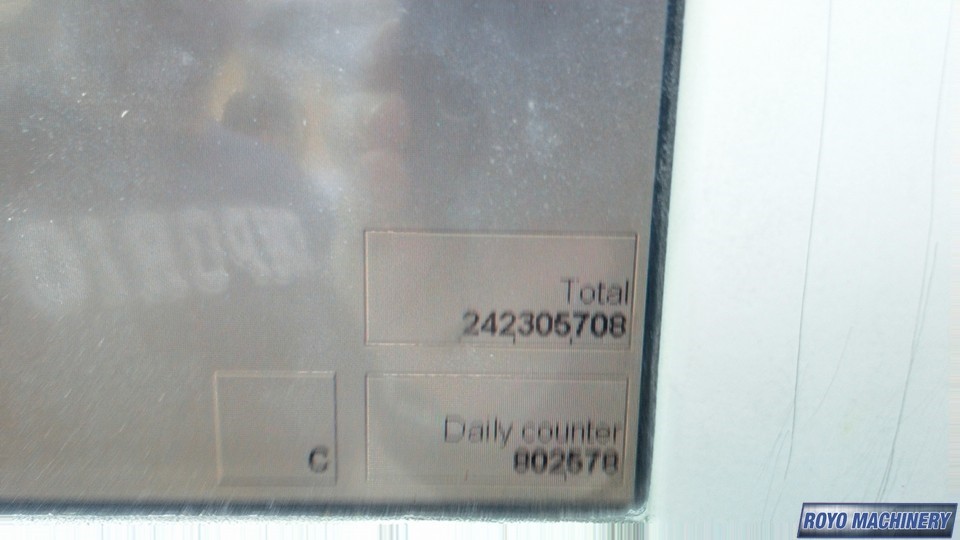 Total
242305708
Daily counter
802578
C
ROYO MACHINERY